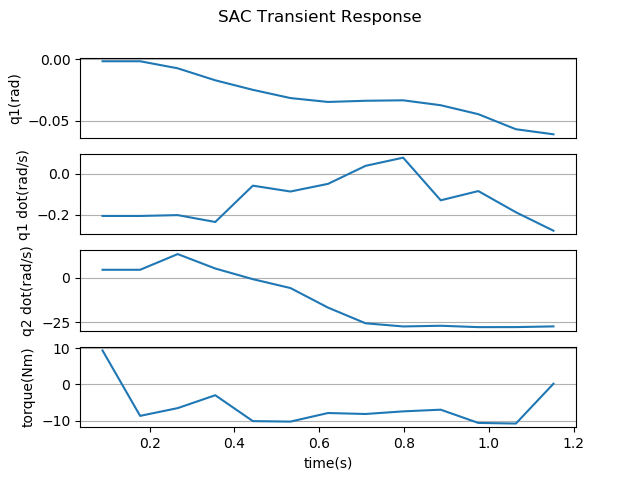 SAC Transient Response
q1(rad)
0.00
−0.05
q1 dot(rad/s)
0.0
−0.2
q2 dot(rad/s)
0
−25
torque(Nm)
10
0
−10
0.2 0.4 0.6 0.8 1.0 1.2
time(s)